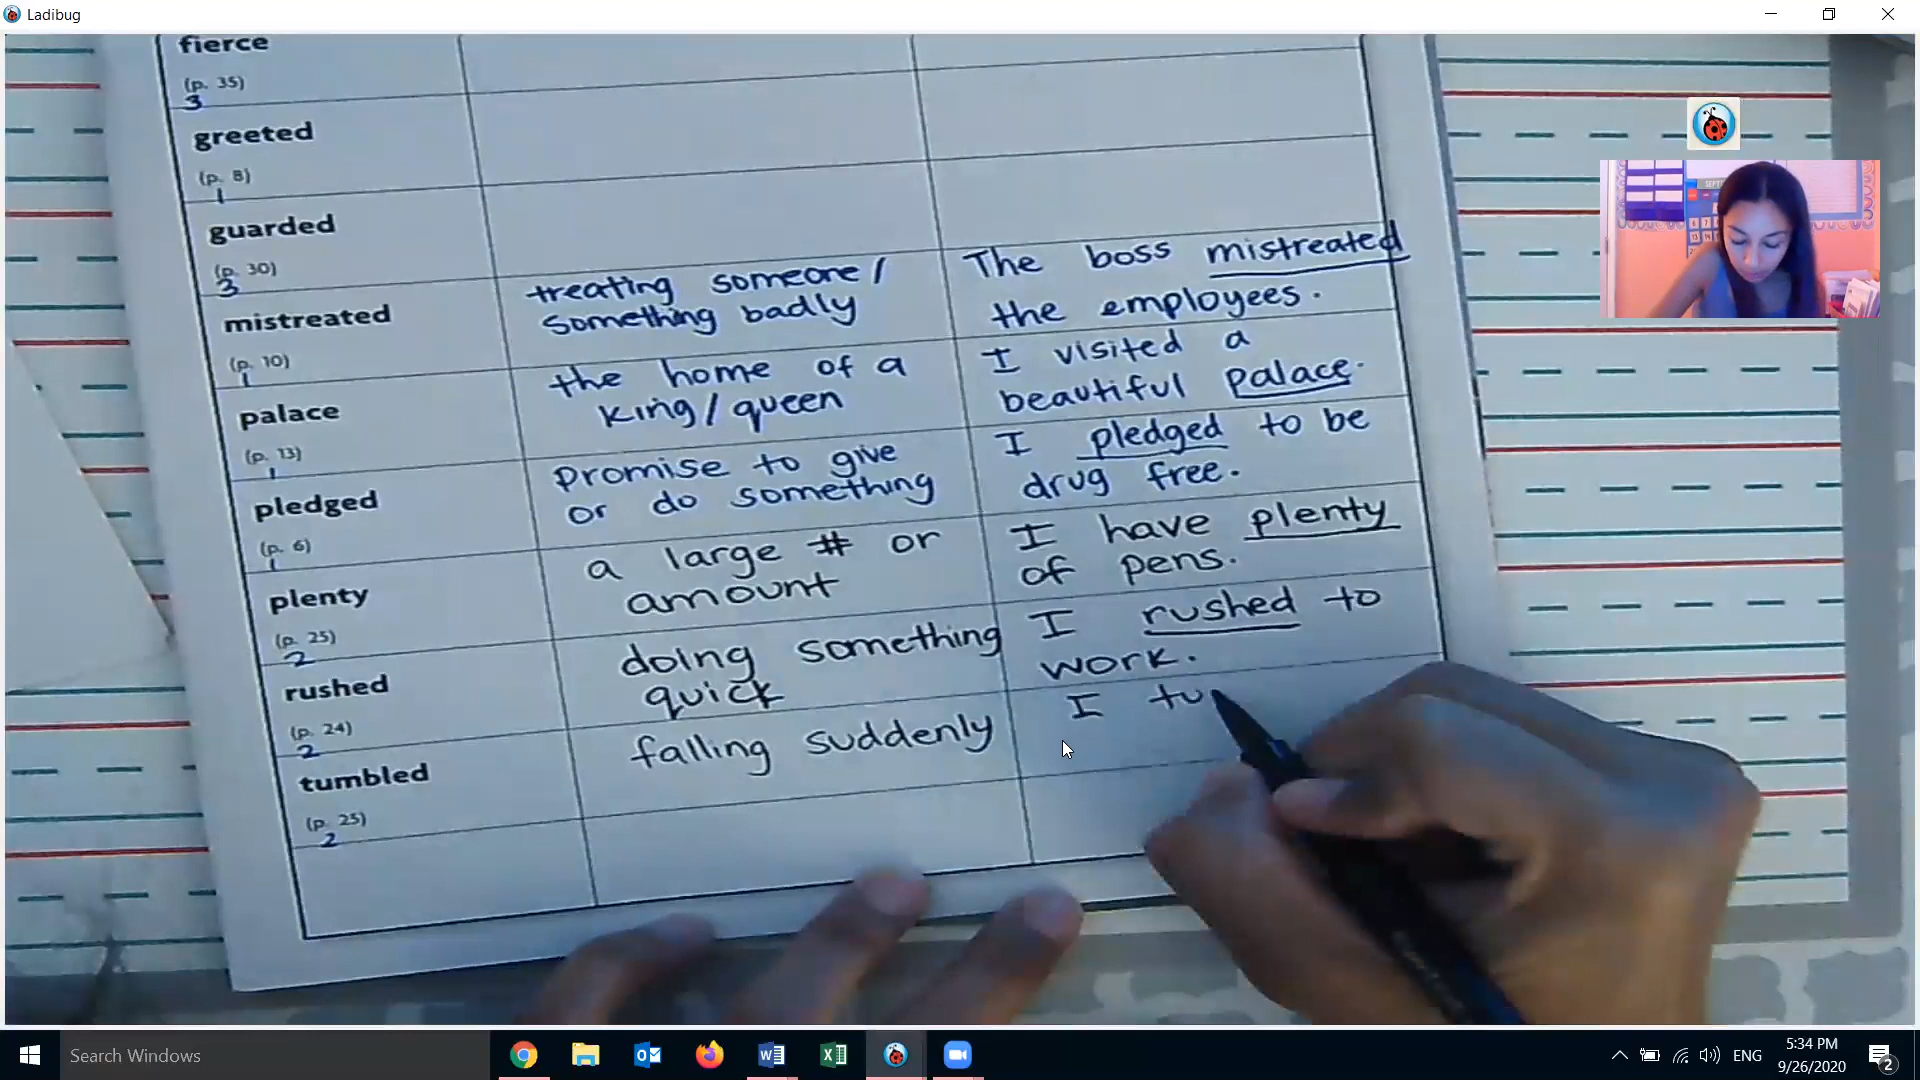 Ladibug
fierce
(p. 35)
3
greeted
(p. 8)
1
guarded
(p. 30)
3
mistreated
treating someone/
something badly
The boss mistreated
the employees.
(p. 10)
1
palace
the home of a
king/queen
I visited a
beautiful palace.
(p. 13)
1
pledged
promise to give
or do something
I pledged to be
drug free.
(p. 6)
1
plenty
a large # or
amount
I have plenty
of pens.
(p. 25)
2
rushed
doing something
quick
I rushed to
work.
(p. 24)
2
tumbled
falling suddenly
I tu
(p. 25)
2
Search Windows
ENG
5:34 PM
9/26/2020
2